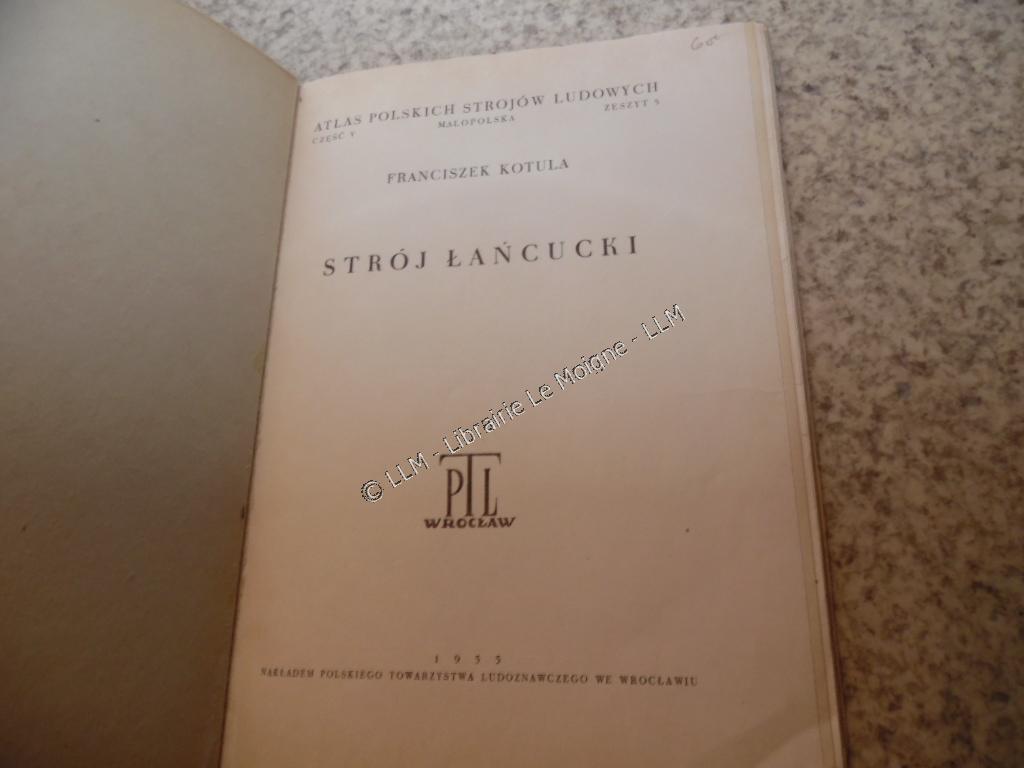 ATLAS POLSKICH STROJÓW LUDOWYCH
CZĘŚĆ V MAŁOPOLSKA ZESZYT 5
FRANCISZEK KOTULA
STRÓJ ŁAŃCUCKI
© LLM - Librairie Le Moigne - LLM
PTL
WROCŁAW
1955
NAKŁADEM POLSKIEGO TOWARZYSTWA LUDOZNAWCZEGO WE WROCŁAWIU